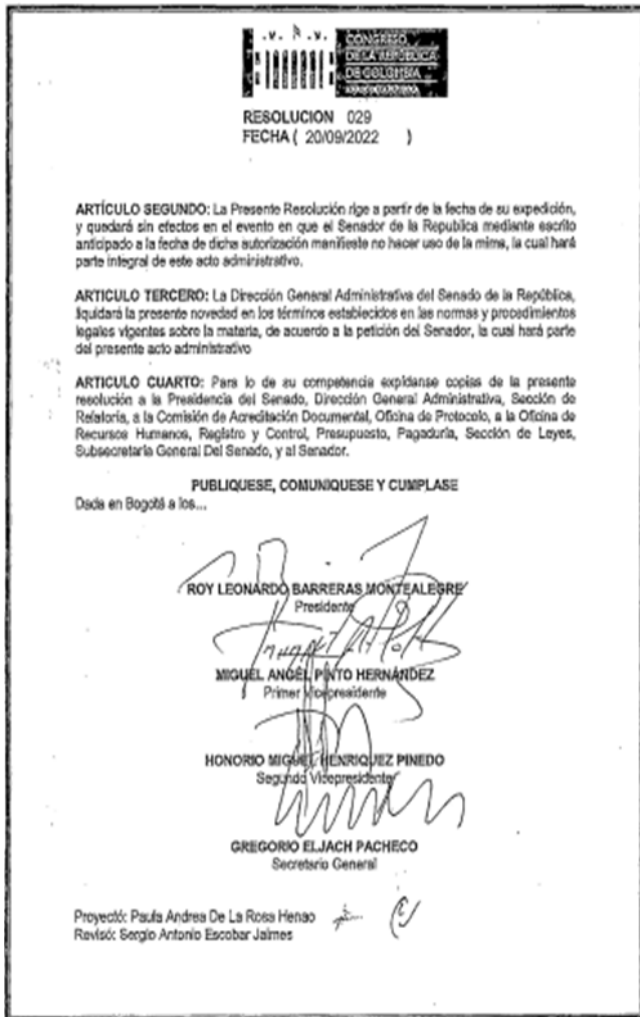 CONGRESO
DE LA REPÚBLICA
DE COLOMBIA
RESOLUCION 029
FECHA ( 20/09/2022 )
ARTÍCULO SEGUNDO: La Presente Resolución rige a partir de la fecha de su expedición,
y quedará sin efectos en el evento en que el Senador de la Republica mediante escrito
anticipado a la fecha de dicha autorización manifieste no hacer uso de la mima, la cual hará
parte integral de este acto administrativo.
ARTICULO TERCERO: La Dirección General Administrativa del Senado de la República,
liquidará la presente novedad en los términos establecidos en las normas y procedimientos
legales vigentes sobre la materia, de acuerdo a la petición del Senador, la cual hará parte
del presente acto administrativo
ARTICULO CUARTO: Para lo de su competencia expídanse copias de la presente
resolución a la Presidencia del Senado, Dirección General Administrativa, Sección de
Relatoría, a la Comisión de Acreditación Documental, Oficina de Protocolo, a la Oficina de
Recursos Humanos, Registro y Control, Presupuesto, Pagaduría, Sección de Leyes,
Subsecretaría General Del Senado, y al Senador.
PUBLIQUESE, COMUNIQUESE Y CUMPLASE
Dada en Bogotá a los...
ROY LEONARDO BARRERAS MONTEALEGRE
Presidente
MIGUEL ANGÉL PINTO HERNÁNDEZ
Primer Vicepresidente
HONORIO MIGUEL HENRIQUEZ PINEDO
Segundo Vicepresidente
GREGORIO ELJACH PACHECO
Secretario General
Proyectó: Paula Andrea De La Rosa Henao
Revisó: Sergio Antonio Escobar Jaimes